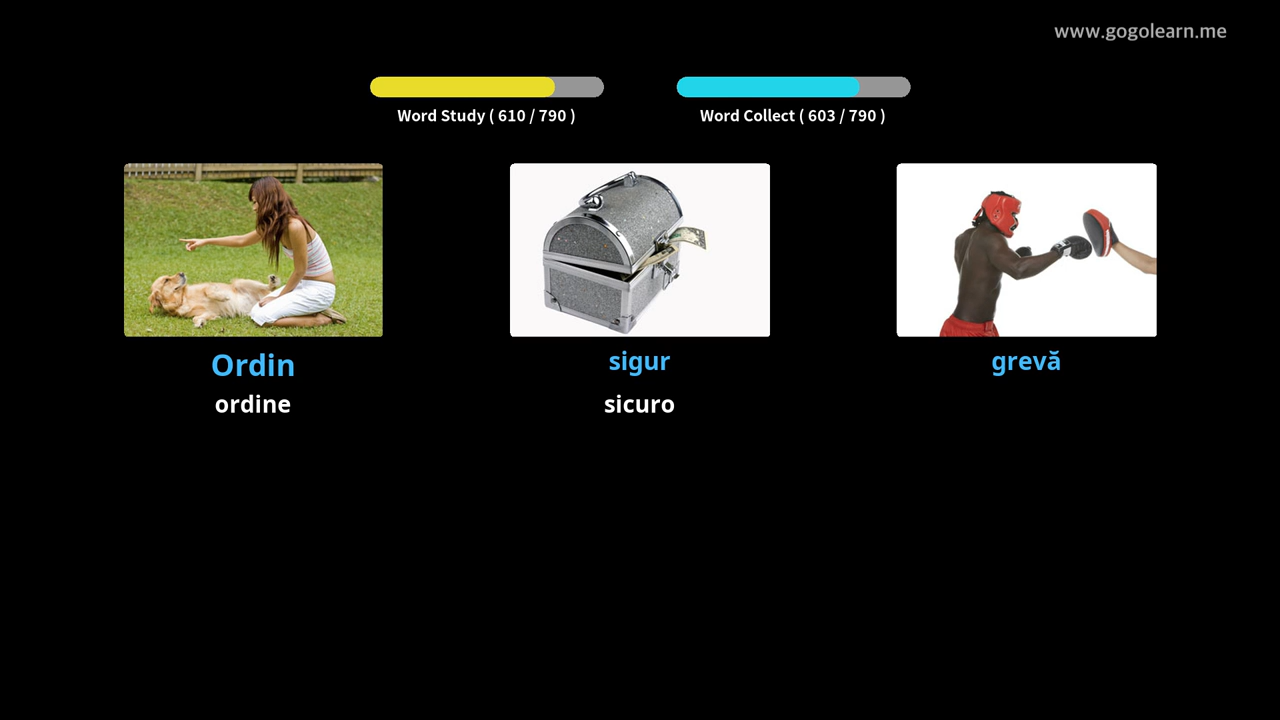 www.gogolearn.me
Word Study ( 610 / 790 )
Word Collect ( 603 / 790 )
Ordin
ordine
sigur
sicuro
grevă